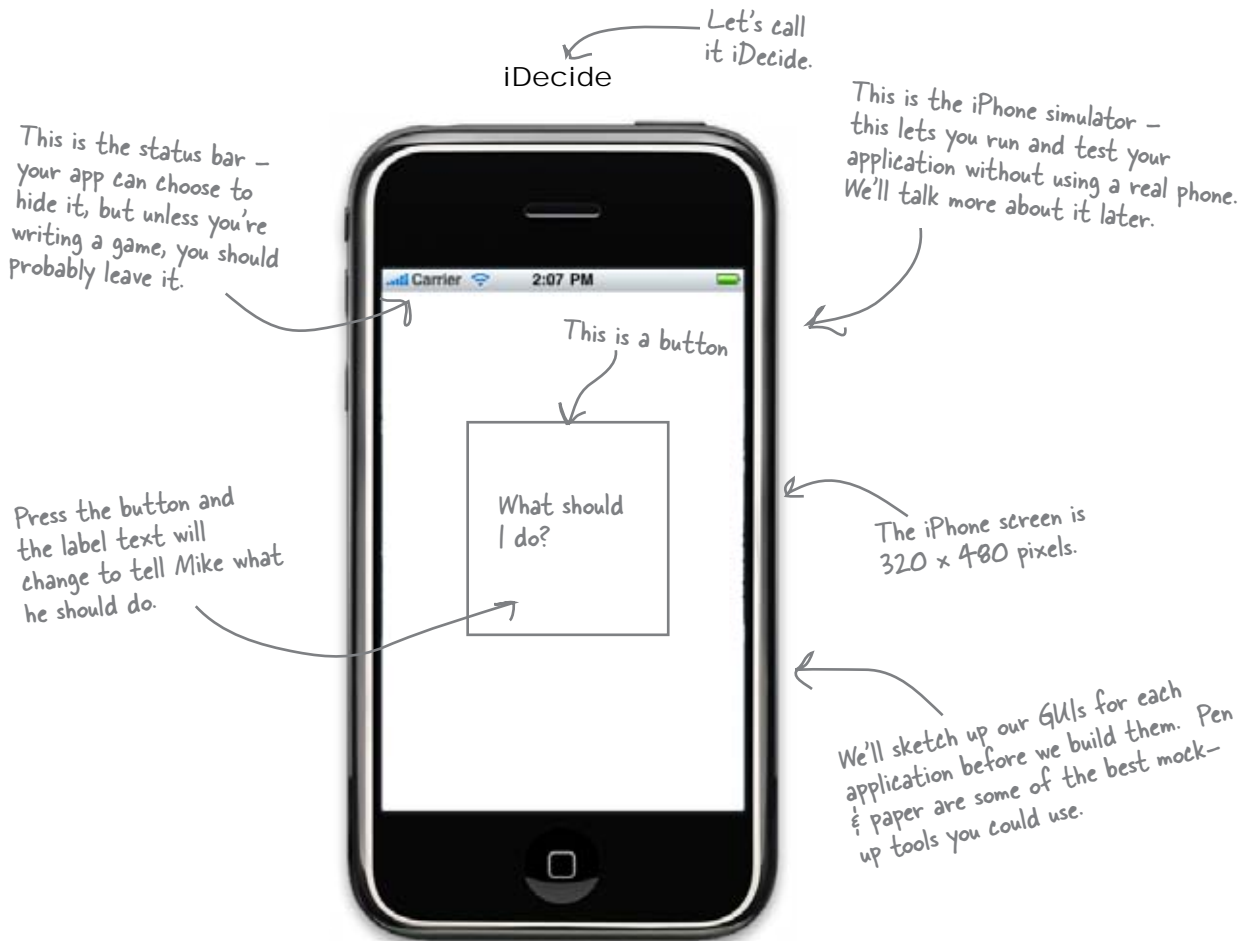 Let's call
it iDecide.
iDecide
This is the iPhone simulator –
this lets you run and test your
application without using a real phone.
We'll talk more about it later.
This is the status bar –
your app can choose to
hide it, but unless you're
writing a game, you should
probably leave it.
Carrier 2:07 PM
This is a button
What should
I do?
Press the button and
the label text will
change to tell Mike what
he should do.
The iPhone screen is
320 x 480 pixels.
We'll sketch up our GUIs for each
application before we build them. Pen
& paper are some of the best mock-
up tools you could use.